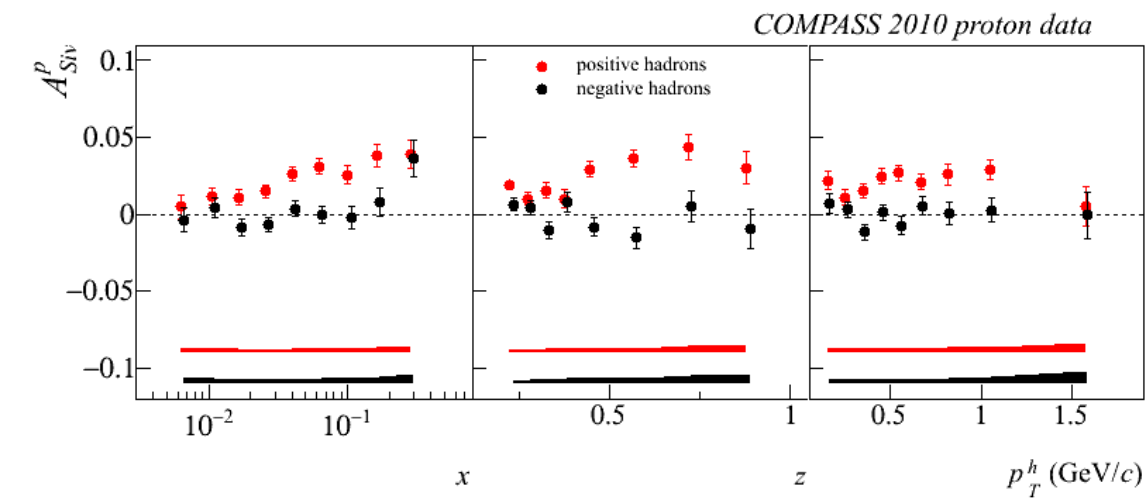 COMPASS 2010 proton data
A^p_Siv
positive hadrons
negative hadrons
0.1
0.05
0
−0.05
−0.1
10^−2 10^−1
0.5 1
0.5 1 1.5
x
z
p_T^h (GeV/c)